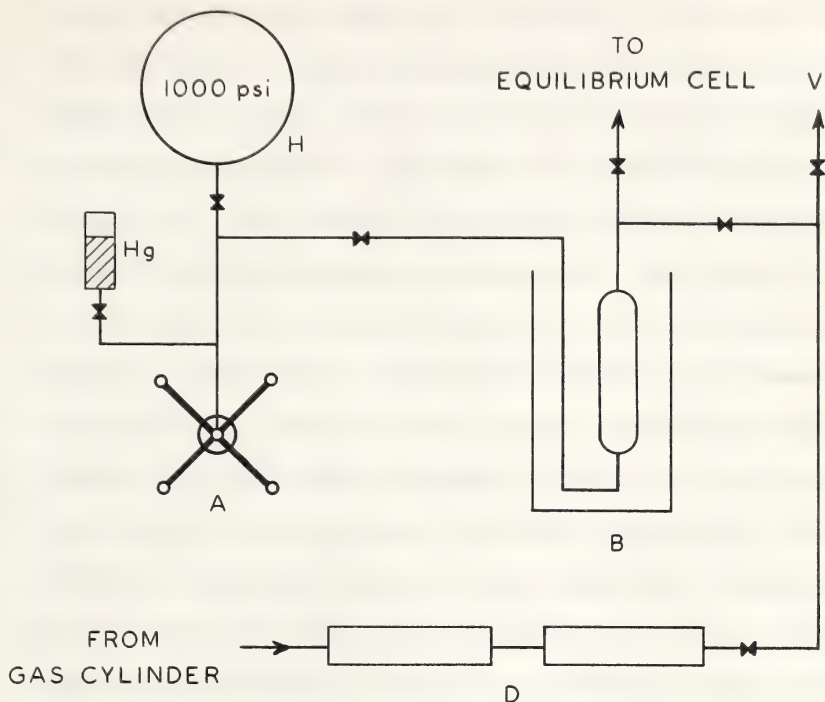 TO
EQUILIBRIUM CELL
V
1000 psi
H
Hg
A
B
FROM
GAS CYLINDER
D